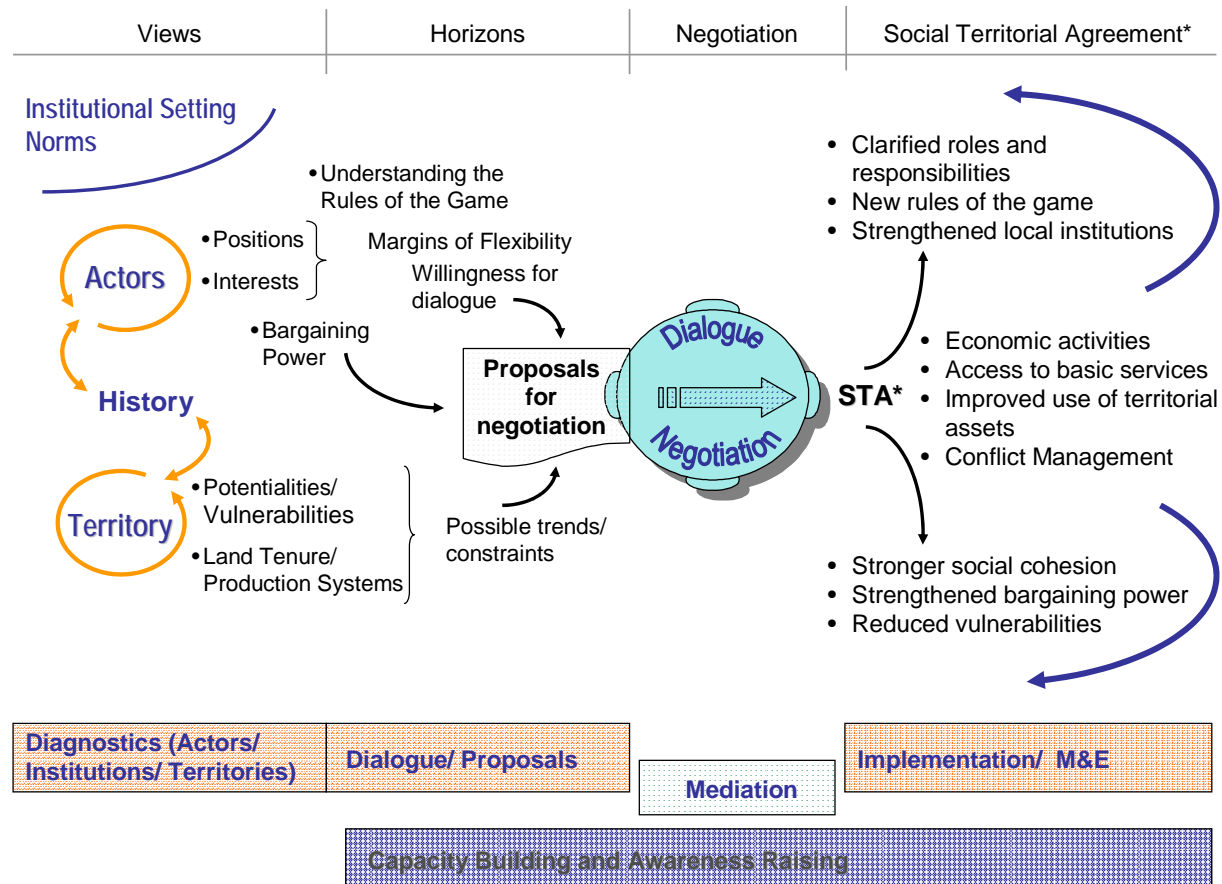 Views
Horizons
Negotiation
Social Territorial Agreement*
Institutional Setting
Norms
• Understanding the
Rules of the Game
• Positions
• Interests
Margins of Flexibility
Willingness for
dialogue
Actors
• Bargaining
Power
History
Territory
• Potentialities/
Vulnerabilities
• Land Tenure/
Production Systems
Possible trends/
constraints
Proposals
for
negotiation
Dialogue
Negotiation
STA*
• Clarified roles and
responsibilities
• New rules of the game
• Strengthened local institutions
• Economic activities
• Access to basic services
• Improved use of territorial
assets
• Conflict Management
• Stronger social cohesion
• Strengthened bargaining power
• Reduced vulnerabilities
Diagnostics (Actors/
Institutions/ Territories)
Dialogue/ Proposals
Mediation
Implementation/ M&E
Capacity Building and Awareness Raising